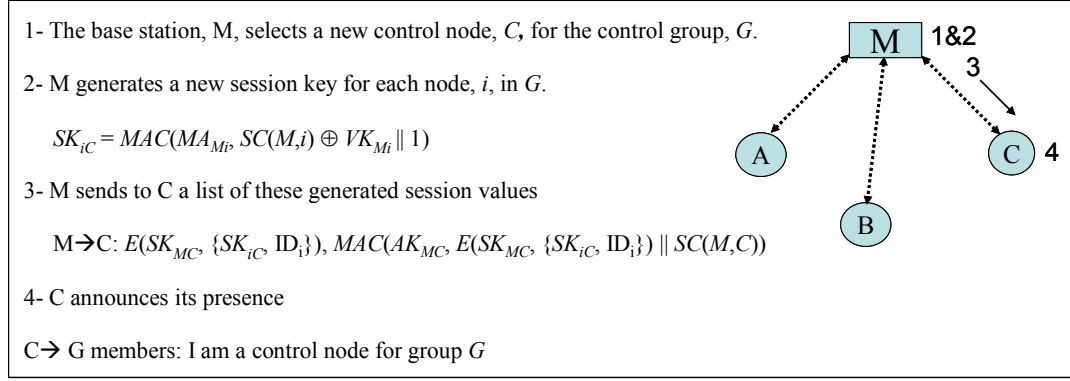 1- The base station, M, selects a new control node, C, for the control group, G.
2- M generates a new session key for each node, i, in G.
SK_iC = MAC(MA_Mi, SC(M,i) ⊕ VK_Mi || 1)
3- M sends to C a list of these generated session values
M→C: E(SK_MC, {SK_iC, ID_i}), MAC(AK_MC, E(SK_MC, {SK_iC, ID_i}) || SC(M,C))
4- C announces its presence
C→ G members: I am a control node for group G
M 1&2
3
A
C 4
B